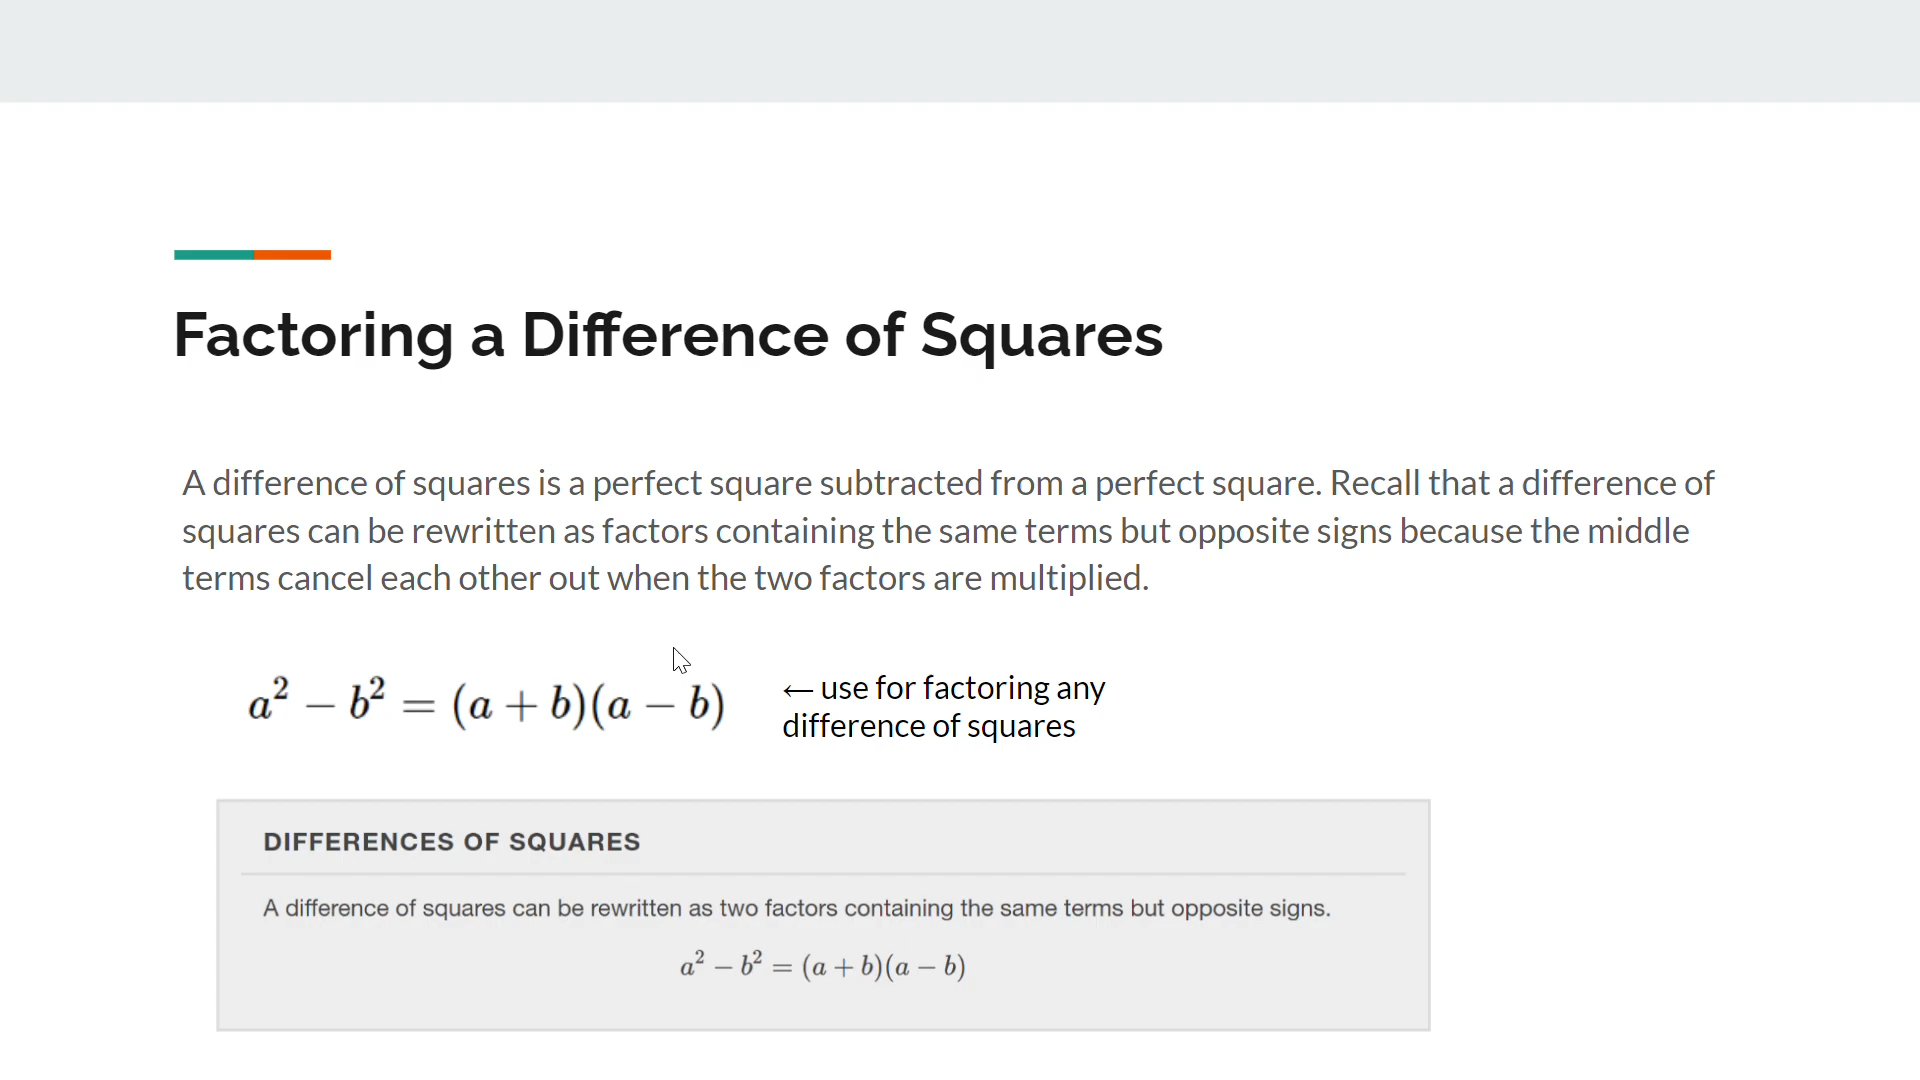 Factoring a Difference of Squares
A difference of squares is a perfect square subtracted from a perfect square. Recall that a difference of
squares can be rewritten as factors containing the same terms but opposite signs because the middle
terms cancel each other out when the two factors are multiplied.
a² − b² = (a + b)(a − b)
← use for factoring any
difference of squares
DIFFERENCES OF SQUARES
A difference of squares can be rewritten as two factors containing the same terms but opposite signs.
a² − b² = (a + b)(a − b)